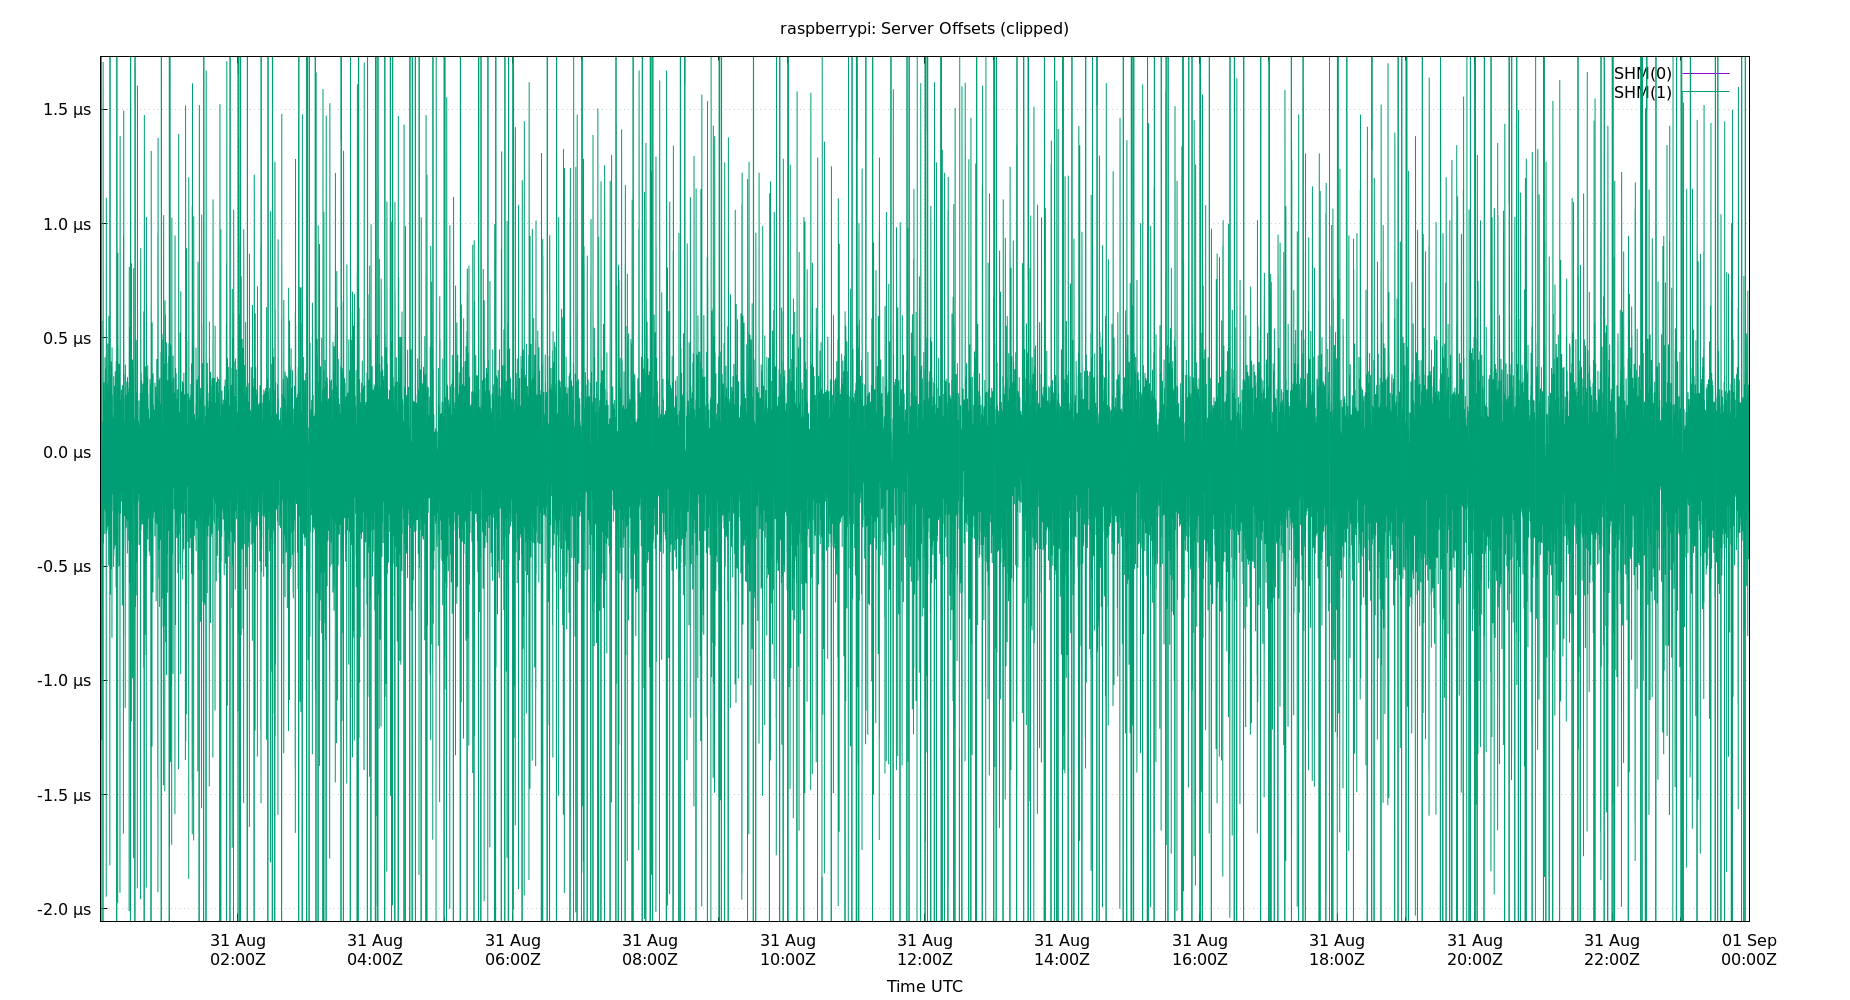 raspberrypi: Server Offsets (clipped)
SHM(0)
SHM(1)
1.5 µs
1.0 µs
0.5 µs
0.0 µs
-0.5 µs
-1.0 µs
-1.5 µs
-2.0 µs
31 Aug 31 Aug 31 Aug 31 Aug 31 Aug 31 Aug 31 Aug 31 Aug 31 Aug 31 Aug 31 Aug 01 Sep
02:00Z 04:00Z 06:00Z 08:00Z 10:00Z 12:00Z 14:00Z 16:00Z 18:00Z 20:00Z 22:00Z 00:00Z
Time UTC